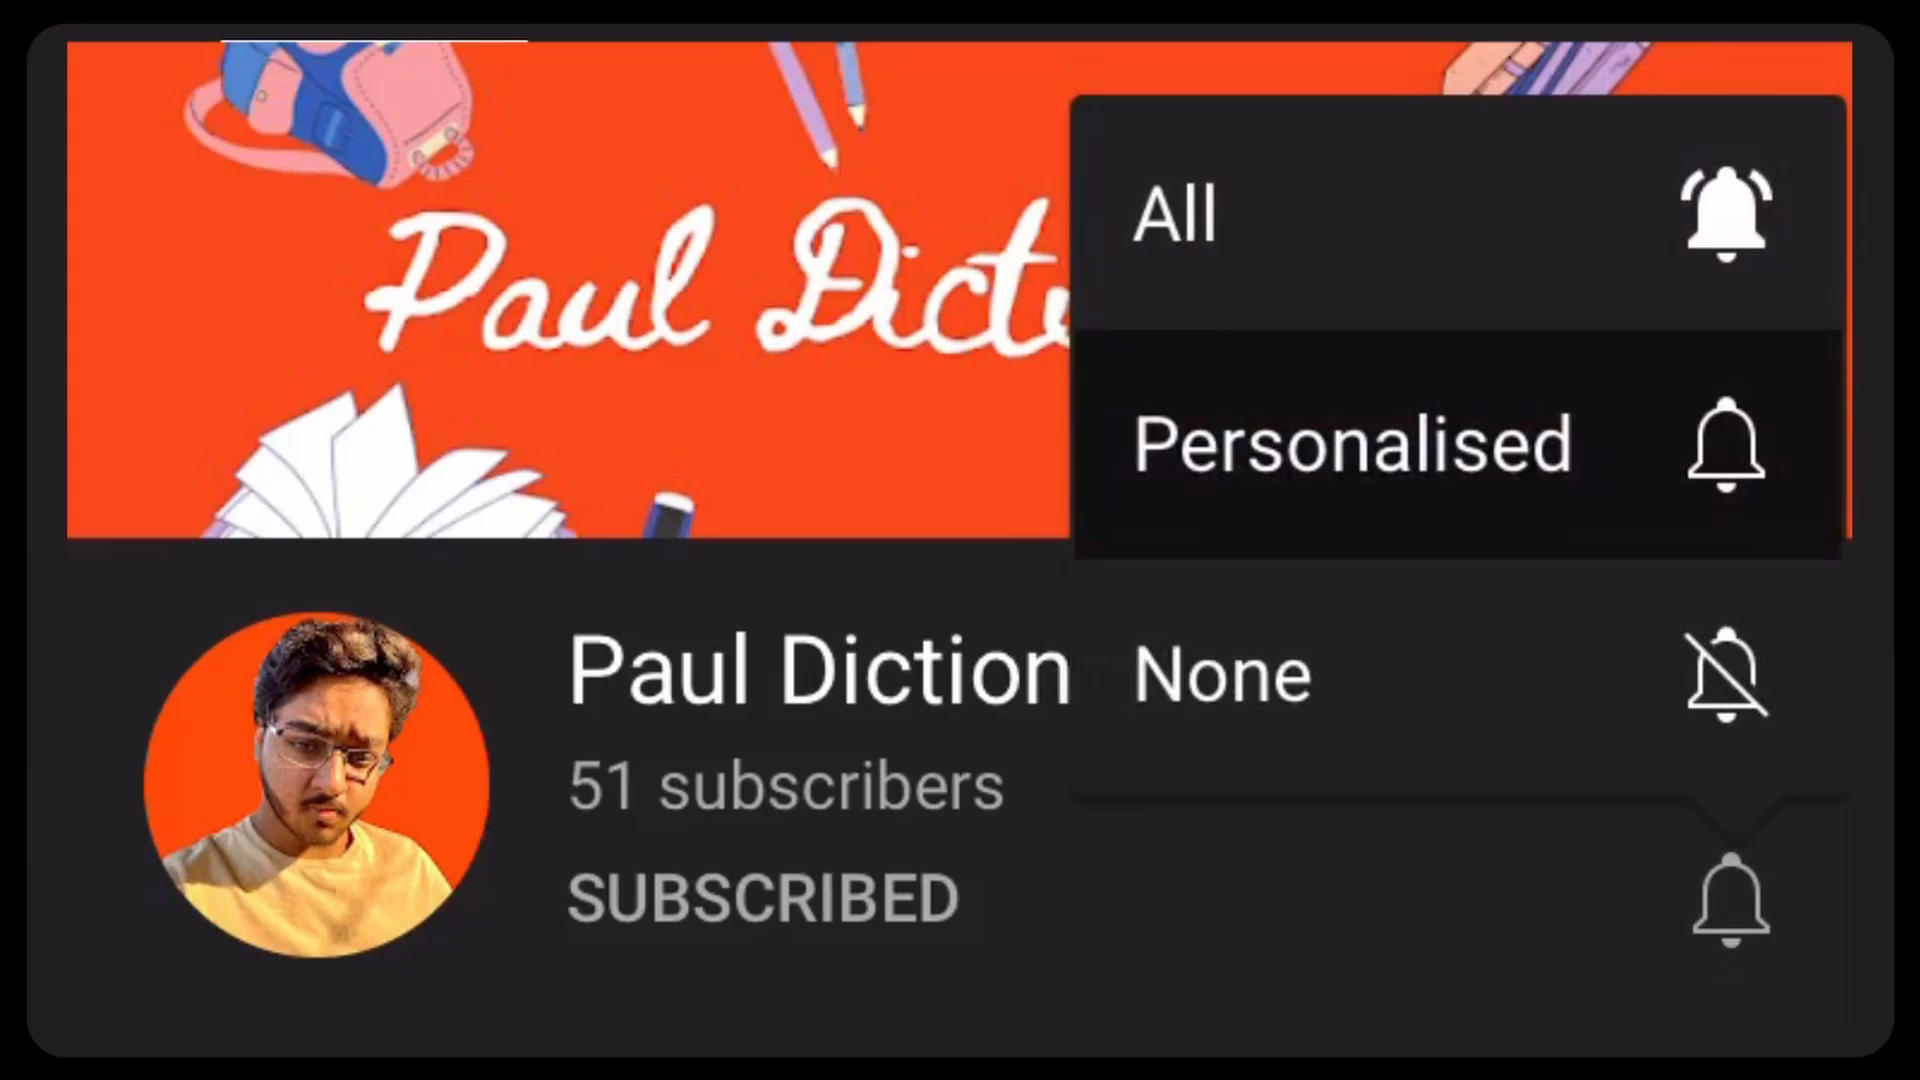 Paul Dict
All
Personalised
None
Paul Diction
51 subscribers
SUBSCRIBED